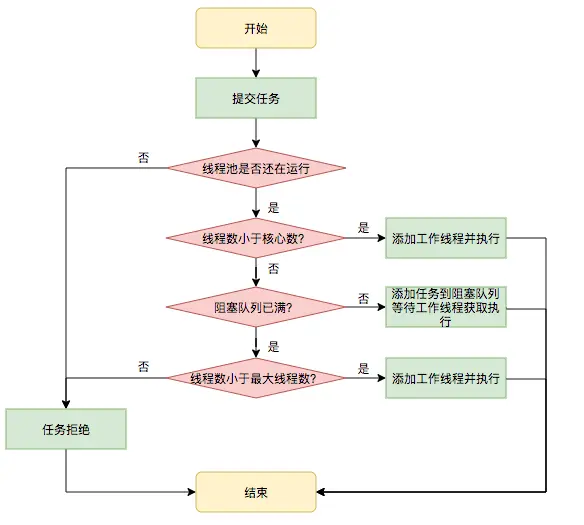 开始
提交任务
否
线程池是否还在运行
是
线程数小于核心数?
是
添加工作线程并执行
否
阻塞队列已满?
否
添加任务到阻塞队列
等待工作线程获取执
行
是
否
线程数小于最大线程数?
是
添加工作线程并执行
任务拒绝
结束